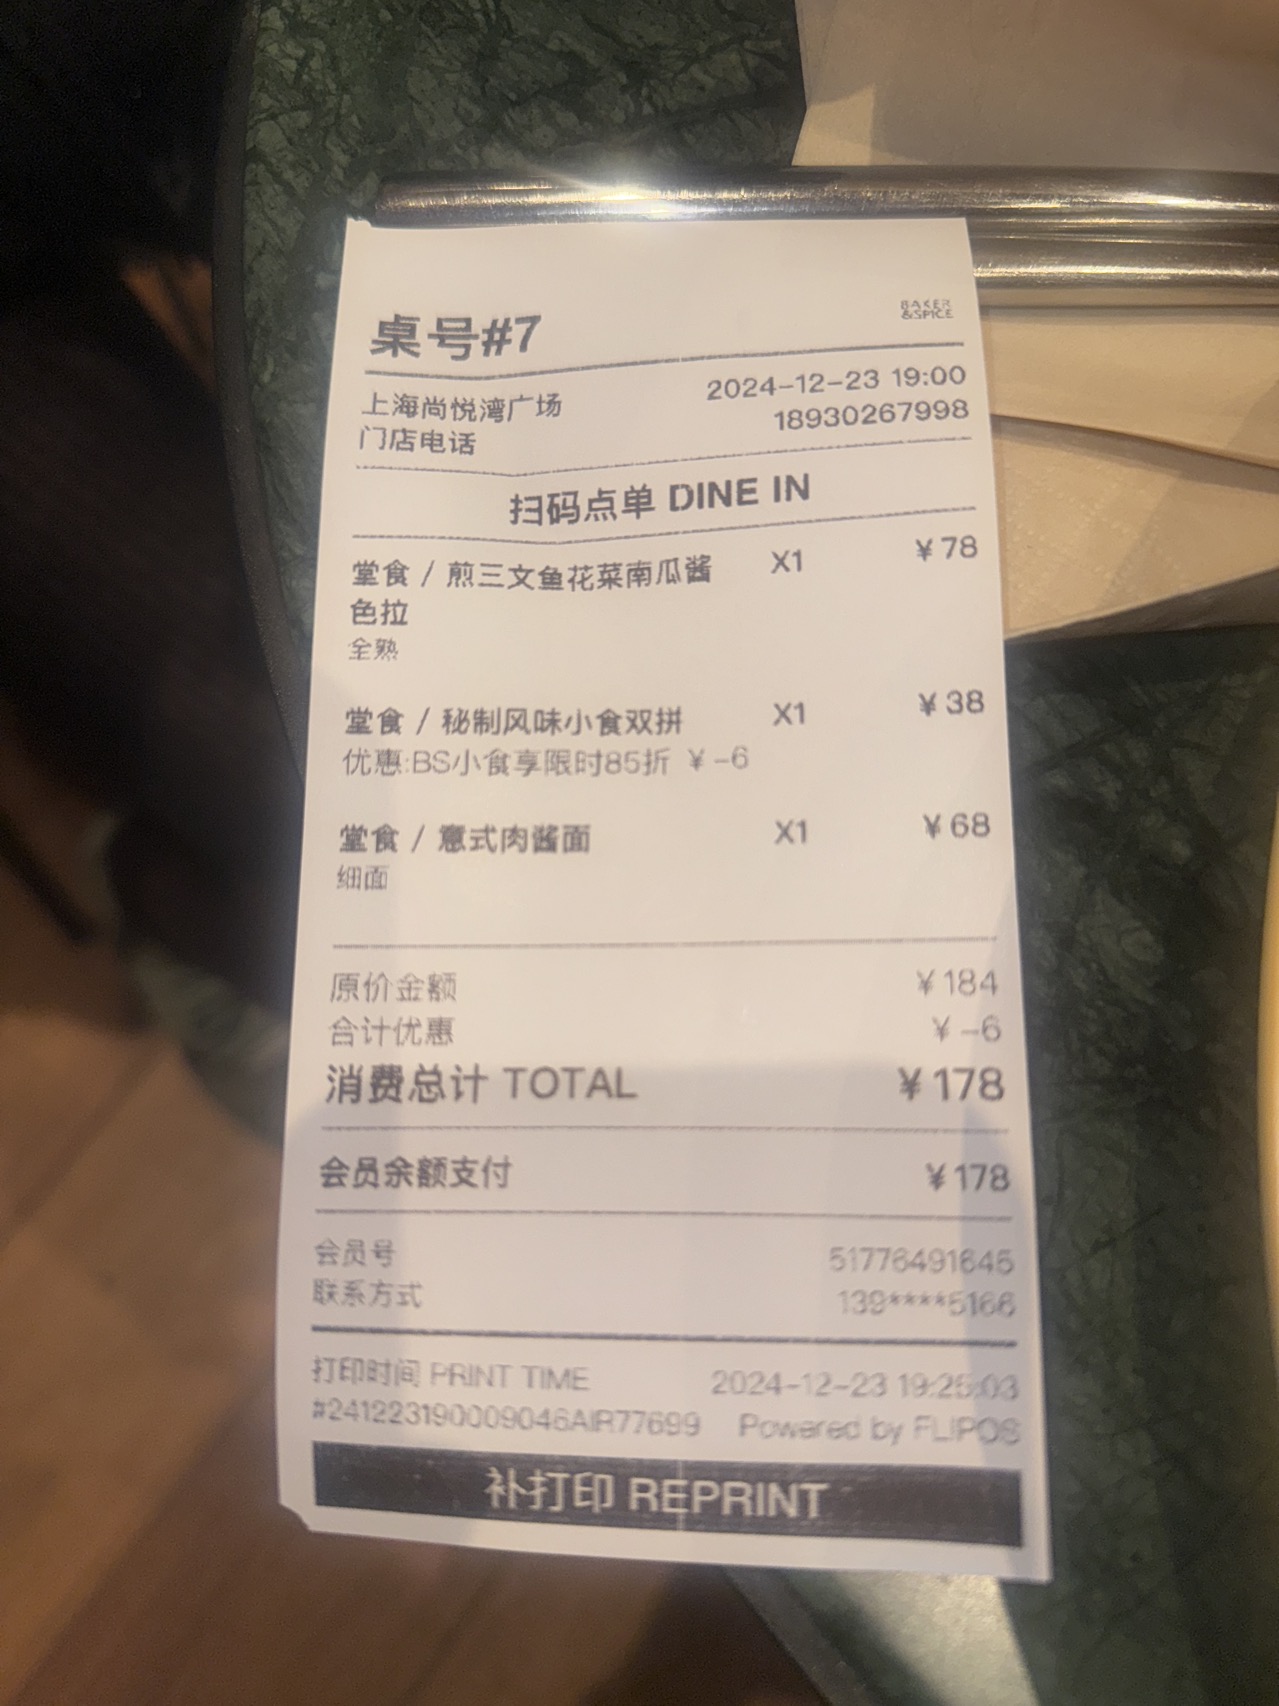 桌号#7
BAKER
&SPICE
上海尚悦湾广场 2024-12-23 19:00
门店电话 18930267998
扫码点单 DINE IN
堂食 / 煎三文鱼花菜南瓜酱 X1 ¥78
色拉
全熟
堂食 / 秘制风味小食双拼 X1 ¥38
优惠:BS小食享限时85折 ¥-6
堂食 / 意式肉酱面 X1 ¥68
细面
原价金额 ¥184
合计优惠 ¥-6
消费总计 TOTAL ¥178
会员余额支付 ¥178
会员号 51776491645
联系方式 139****5166
打印时间 PRINT TIME 2024-12-23 19:25:03
#241223190009046AIR77699 Powered by FLIPOS
补打印 REPRINT